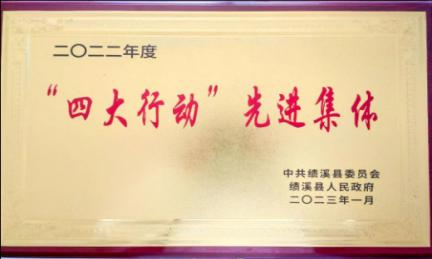 二〇二二年度
“四大行动”先进集体
中共绩溪县委员会
绩溪县人民政府
二〇二三年一月